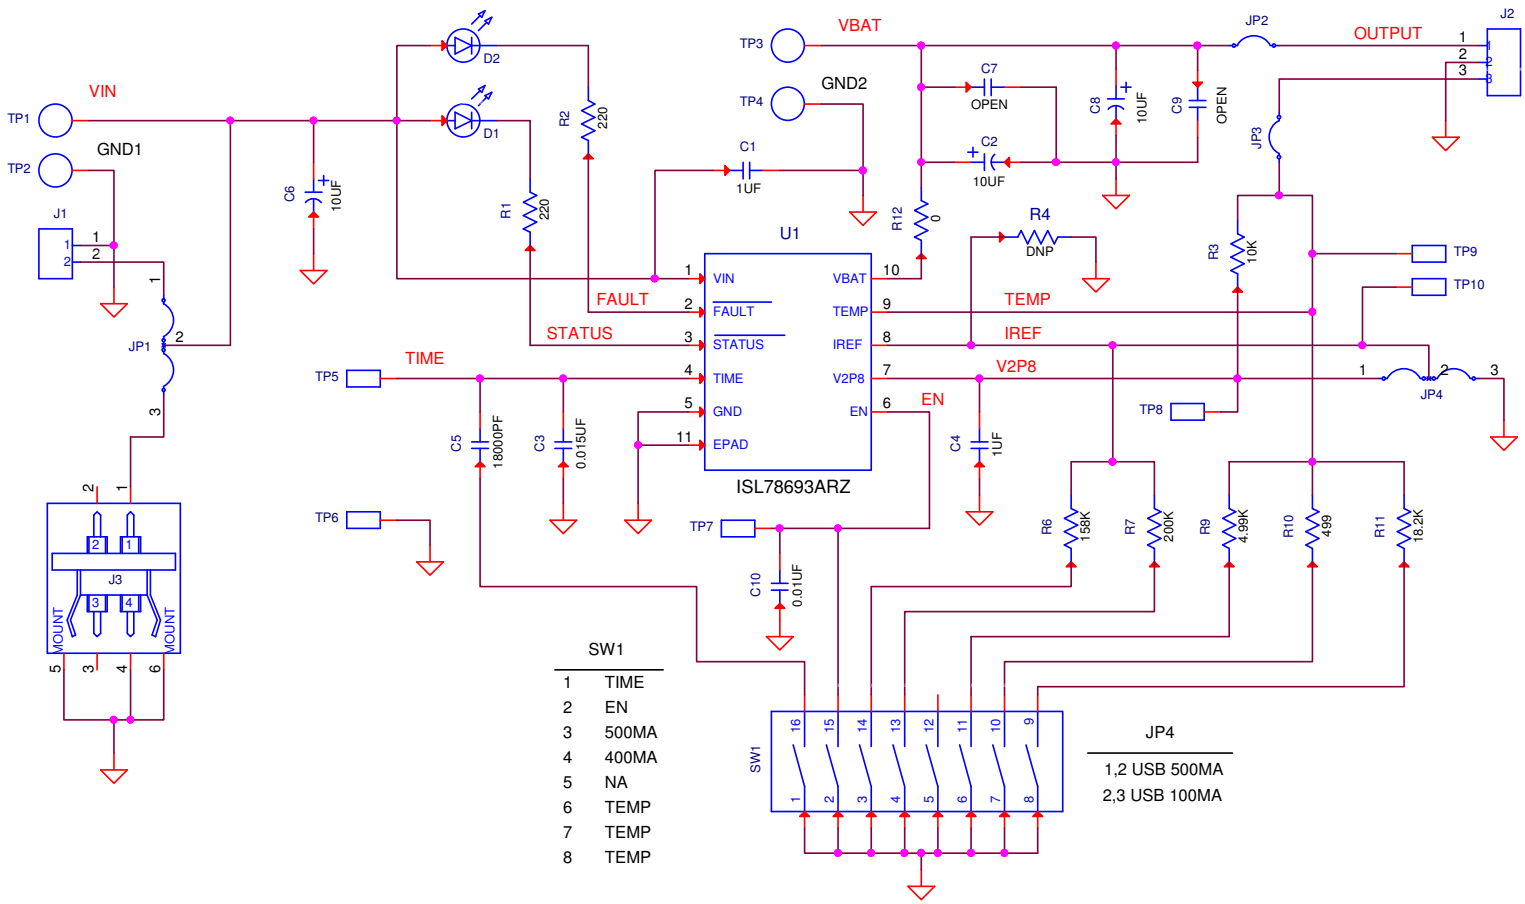 TP1
VIN
TP2
GND1
J1
1
2
1
2
1
JP1
2
3
2
1
2
1
J3
3
4
MOUNT
MOUNT
5
3
4
6
C6
10UF
D2
D1
R2
220
R1
220
FAULT
STATUS
TIME
TP5
TP6
C5
18000PF
C3
0.015UF
TP3
VBAT
TP4
GND2
C1
1UF
C7
OPEN
C2
10UF
C8
10UF
C9
OPEN
R12
0
JP2
OUTPUT
J2
1
2
3
1
2
3
JP3
R4
DNP
R3
10K
TP9
TP10
U1
1 VIN
2 FAULT
3 STATUS
4 TIME
5 GND
11 EPAD
VBAT 10
TEMP 9
IREF 8
V2P8 7
EN 6
ISL78693ARZ
TEMP
IREF
V2P8
EN
TP8
1
2
3
JP4
C4
1UF
TP7
C10
0.01UF
R6
158K
R7
200K
R9
4.99K
R10
499
R11
18.2K
SW1
1 TIME
2 EN
3 500MA
4 400MA
5 NA
6 TEMP
7 TEMP
8 TEMP
SW1
16 15 14 13 12 11 10 9
1 2 3 4 5 6 7 8
JP4
1,2 USB 500MA
2,3 USB 100MA